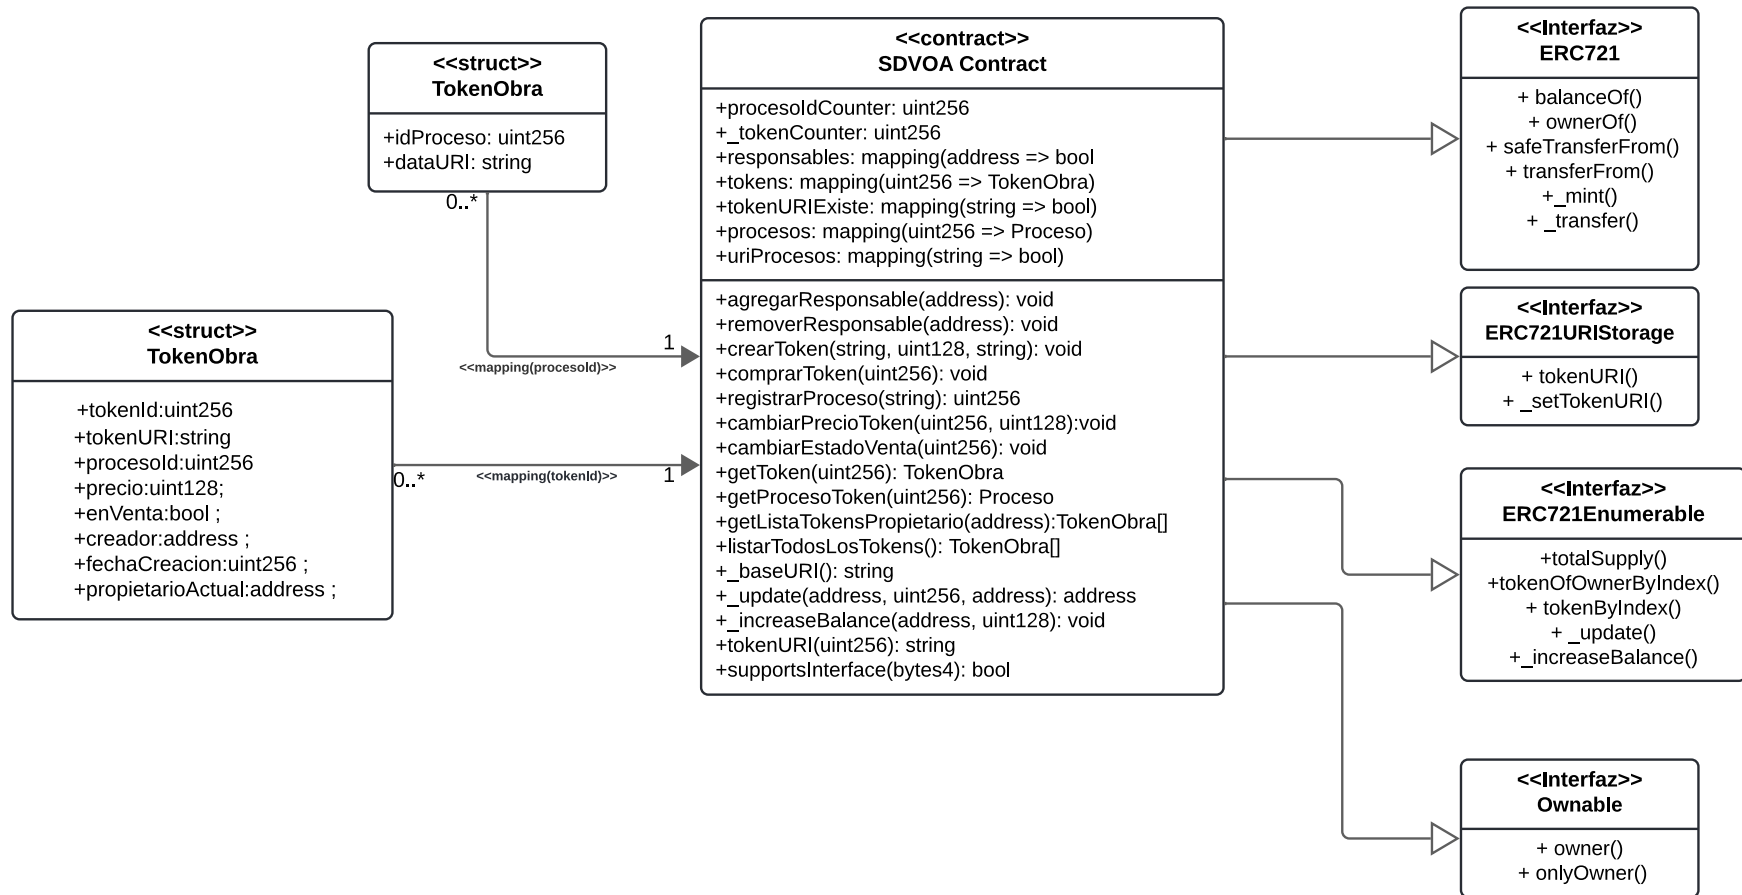 <<struct>>
TokenObra
+idProceso: uint256
+dataURI: string
0..*
<<mapping(procesoId)>>
1
<<struct>>
TokenObra
+tokenId:uint256
+tokenURI:string
+procesoId:uint256
+precio:uint128;
+enVenta:bool ;
+creador:address ;
+fechaCreacion:uint256 ;
+propietarioActual:address ;
0..*
<<mapping(tokenId)>>
1
<<contract>>
SDVOA Contract
+procesoIdCounter: uint256
+_tokenCounter: uint256
+responsables: mapping(address => bool
+tokens: mapping(uint256 => TokenObra)
+tokenURIExiste: mapping(string => bool)
+procesos: mapping(uint256 => Proceso)
+uriProcesos: mapping(string => bool)
+agregarResponsable(address): void
+removerResponsable(address): void
+crearToken(string, uint128, string): void
+comprarToken(uint256): void
+registrarProceso(string): uint256
+cambiarPrecioToken(uint256, uint128):void
+cambiarEstadoVenta(uint256): void
+getToken(uint256): TokenObra
+getProcesoToken(uint256): Proceso
+getListaTokensPropietario(address):TokenObra[]
+listarTodosLosTokens(): TokenObra[]
+_baseURI(): string
+_update(address, uint256, address): address
+_increaseBalance(address, uint128): void
+tokenURI(uint256): string
+supportsInterface(bytes4): bool
<<Interfaz>>
ERC721
+ balanceOf()
+ ownerOf()
+ safeTransferFrom()
+ transferFrom()
+_mint()
+ _transfer()
<<Interfaz>>
ERC721URIStorage
+ tokenURI()
+ _setTokenURI()
<<Interfaz>>
ERC721Enumerable
+totalSupply()
+tokenOfOwnerByIndex()
+ tokenByIndex()
+ _update()
+_increaseBalance()
<<Interfaz>>
Ownable
+ owner()
+ onlyOwner()